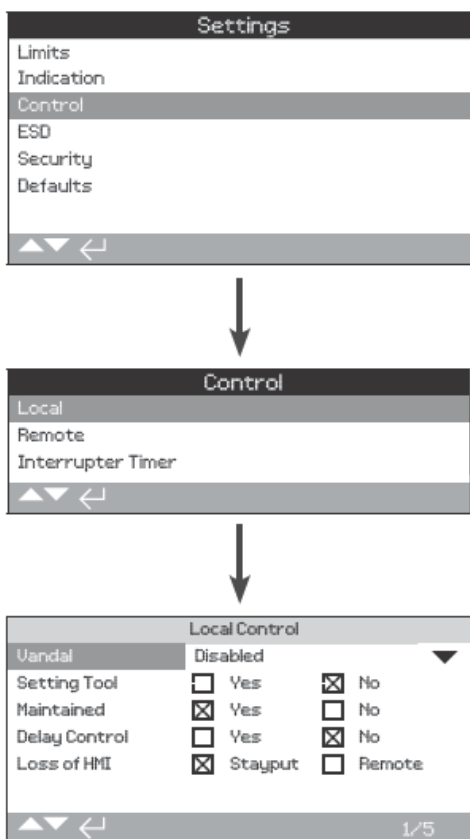 Settings
Limits
Indication
Control
ESD
Security
Defaults
Control
Local
Remote
Interrupter Timer
Local Control
Vandal Disabled
Setting Tool Yes No
Maintained Yes No
Delay Control Yes No
Loss of HMI Stayput Remote
1/5